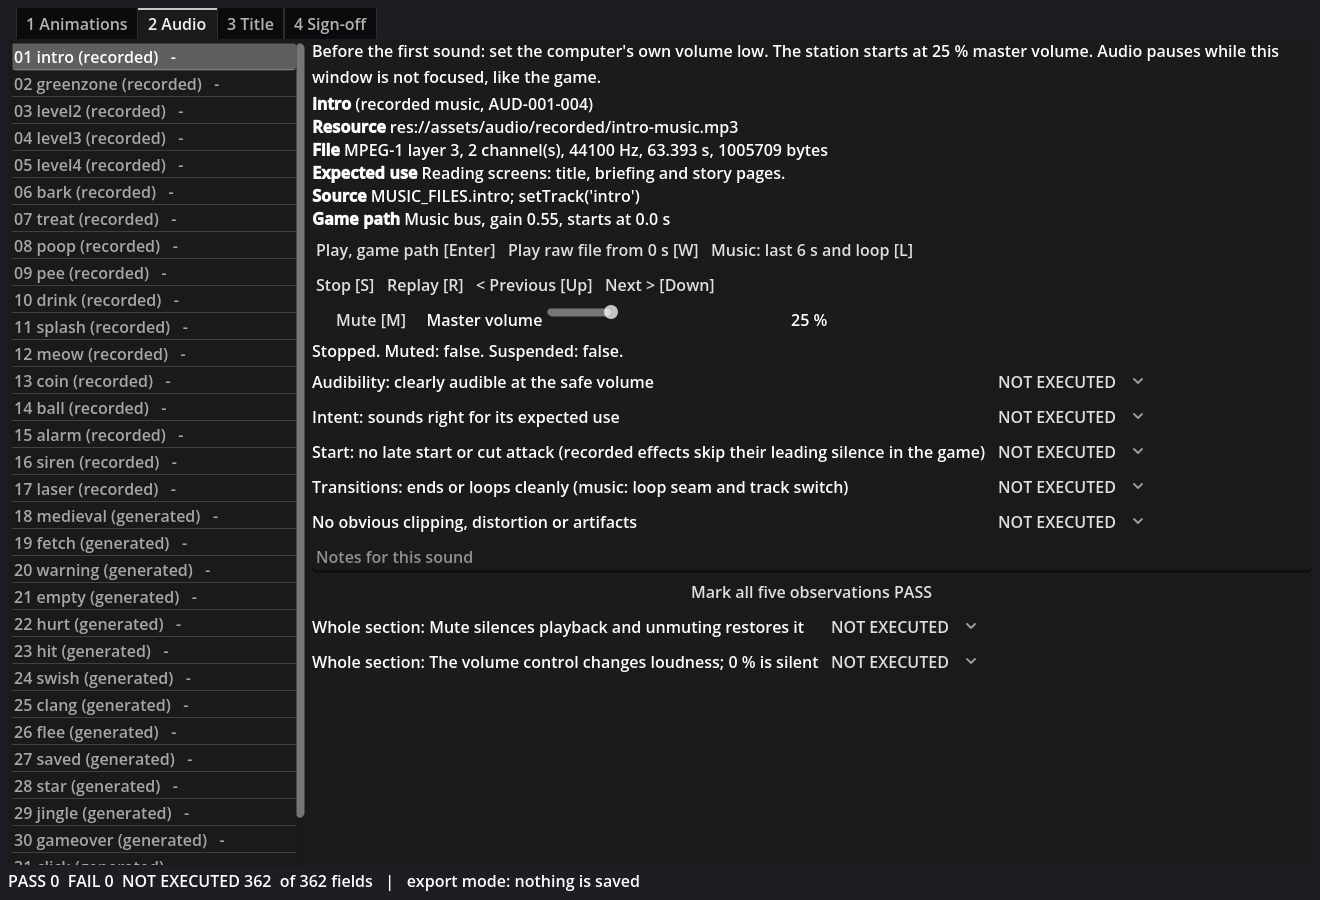 1 Animations 2 Audio 3 Title 4 Sign-off
01 intro (recorded) -
02 greenzone (recorded) -
03 level2 (recorded) -
04 level3 (recorded) -
05 level4 (recorded) -
06 bark (recorded) -
07 treat (recorded) -
08 poop (recorded) -
09 pee (recorded) -
10 drink (recorded) -
11 splash (recorded) -
12 meow (recorded) -
13 coin (recorded) -
14 ball (recorded) -
15 alarm (recorded) -
16 siren (recorded) -
17 laser (recorded) -
18 medieval (generated) -
19 fetch (generated) -
20 warning (generated) -
21 empty (generated) -
22 hurt (generated) -
23 hit (generated) -
24 swish (generated) -
25 clang (generated) -
26 flee (generated) -
27 saved (generated) -
28 star (generated) -
29 jingle (generated) -
30 gameover (generated) -
Before the first sound: set the computer's own volume low. The station starts at 25 % master volume. Audio pauses while this
window is not focused, like the game.
intro (recorded music, AUD-001-004)
Resource res://assets/audio/recorded/intro-music.mp3
File MPEG-1 layer 3, 2 channel(s), 44100 Hz, 63.393 s, 1005709 bytes
Expected use Reading screens: title, briefing and story pages.
Source MUSIC_FILES.intro; setTrack('intro')
Game path Music bus, gain 0.55, starts at 0.0 s
Play, game path [Enter] Play raw file from 0 s [W] Music: last 6 s and loop [L]
Stop [S] Replay [R] < Previous [Up] Next > [Down]
Mute [M] Master volume 25 %
Stopped. Muted: false. Suspended: false.
Audibility: clearly audible at the safe volume NOT EXECUTED
Intent: sounds right for its expected use NOT EXECUTED
Start: no late start or cut attack (recorded effects skip their leading silence in the game) NOT EXECUTED
Transitions: ends or loops cleanly (music: loop seam and track switch) NOT EXECUTED
No obvious clipping, distortion or artifacts NOT EXECUTED
Notes for this sound
Mark all five observations PASS
Whole section: Mute silences playback and unmuting restores it NOT EXECUTED
Whole section: The volume control changes loudness; 0 % is silent NOT EXECUTED
PASS 0 FAIL 0 NOT EXECUTED 362 of 362 fields | export mode: nothing is saved